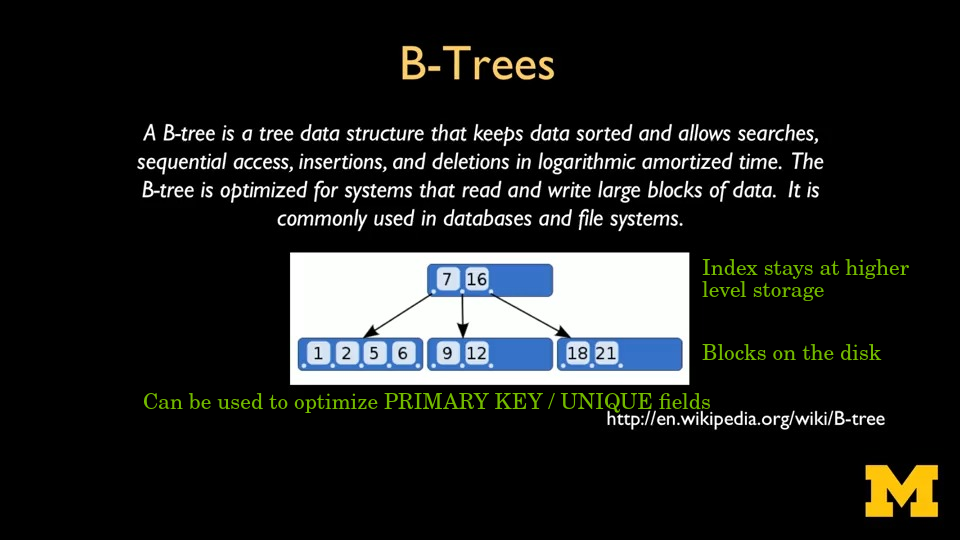 B-Trees
A B-tree is a tree data structure that keeps data sorted and allows searches,
sequential access, insertions, and deletions in logarithmic amortized time. The
B-tree is optimized for systems that read and write large blocks of data. It is
commonly used in databases and file systems.
7 16
Index stays at higher
level storage
1 2 5 6 9 12 18 21
Blocks on the disk
Can be used to optimize PRIMARY KEY / UNIQUE fields
http://en.wikipedia.org/wiki/B-tree
M